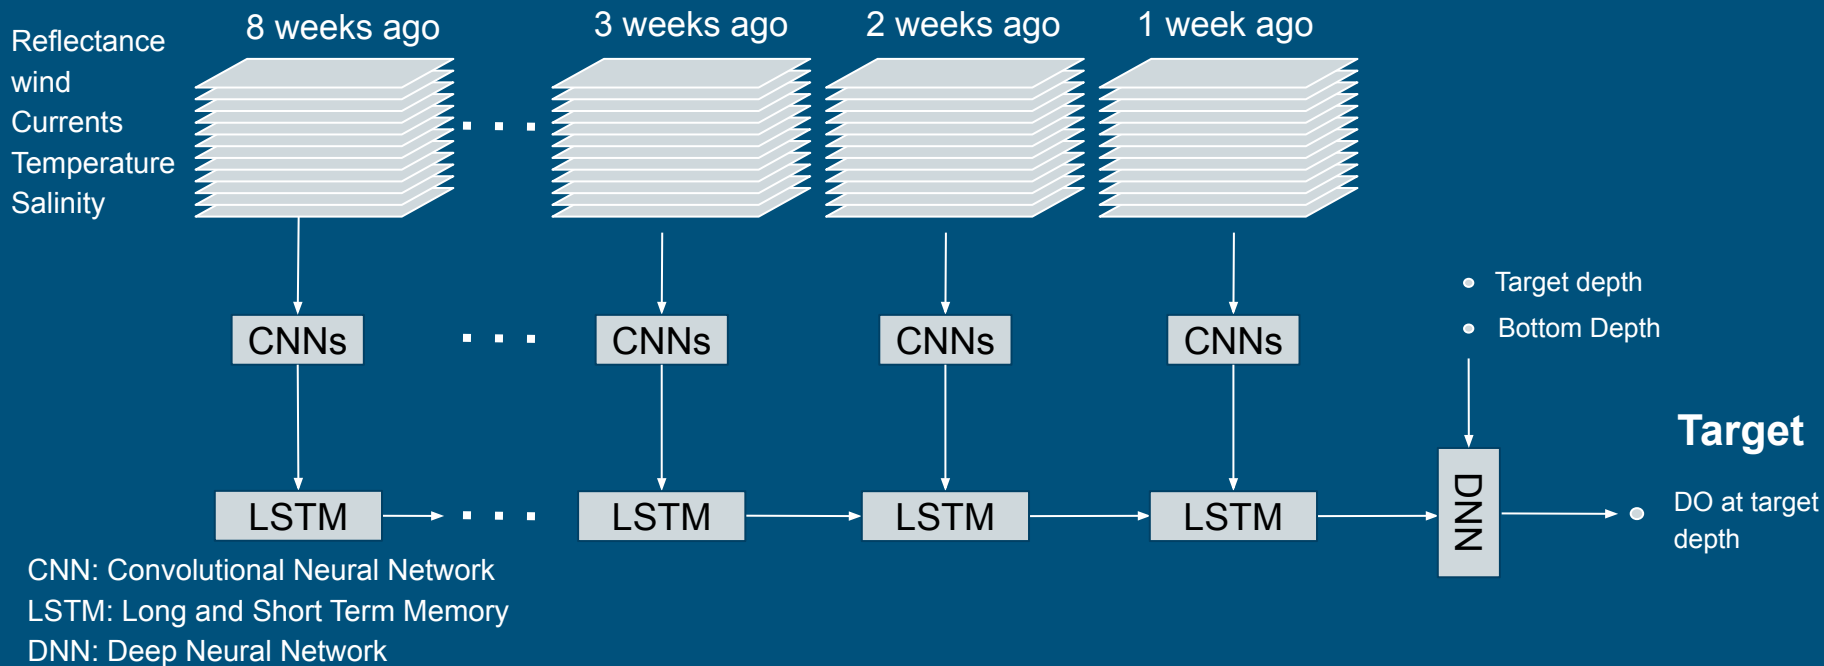 Reflectance
wind
Currents
Temperature
Salinity
8 weeks ago
3 weeks ago
2 weeks ago
1 week ago
CNNs
CNNs
CNNs
CNNs
Target depth
Bottom Depth
LSTM
LSTM
LSTM
LSTM
DNN
Target
DO at target
depth
CNN: Convolutional Neural Network
LSTM: Long and Short Term Memory
DNN: Deep Neural Network